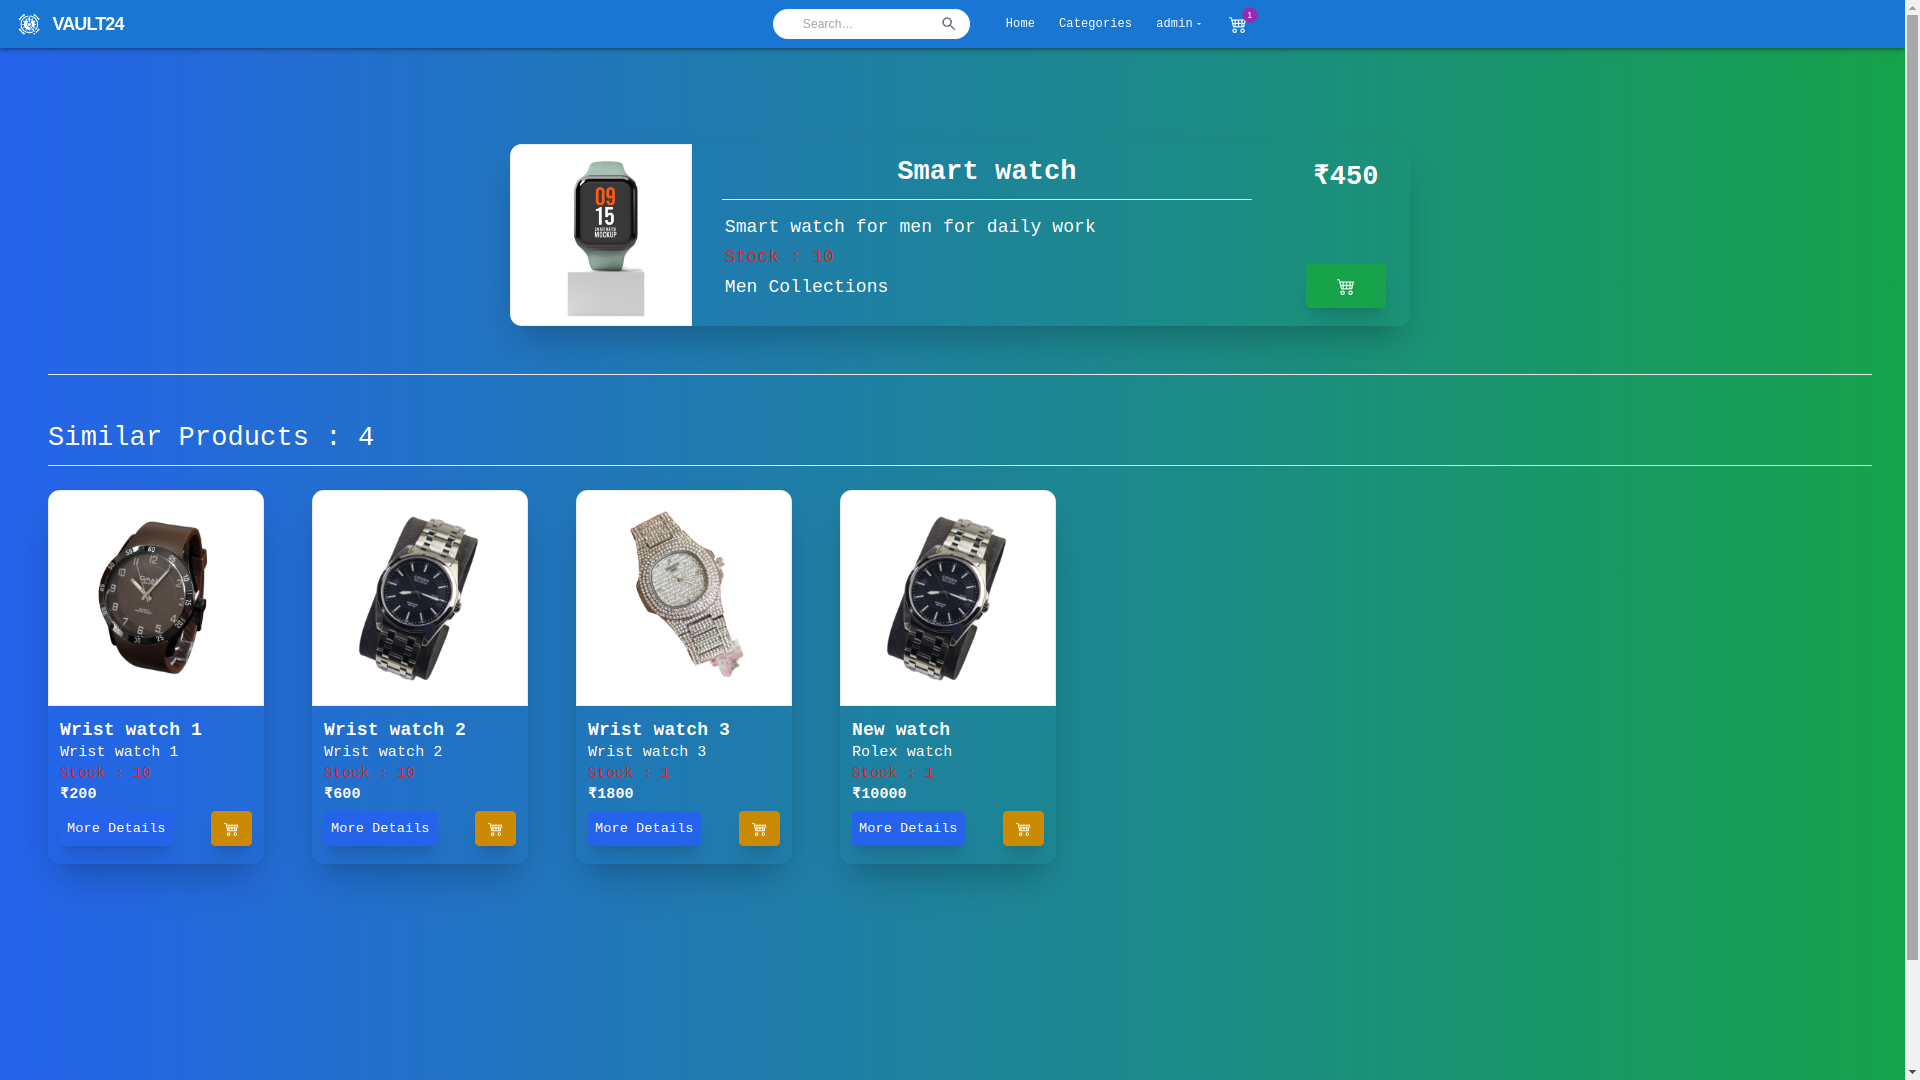 VAULT24
Search…
Home
Categories
admin
1
Smart watch
₹450
09
15
SMARTWATCH
MOCKUP
Smart watch for men for daily work
Stock : 10
Men Collections
Similar Products : 4
Wrist watch 1
Wrist watch 1
Stock : 10
₹200
More Details
Wrist watch 2
Wrist watch 2
Stock : 10
₹600
More Details
Wrist watch 3
Wrist watch 3
Stock : 1
₹1800
More Details
New watch
Rolex watch
Stock : 1
₹10000
More Details